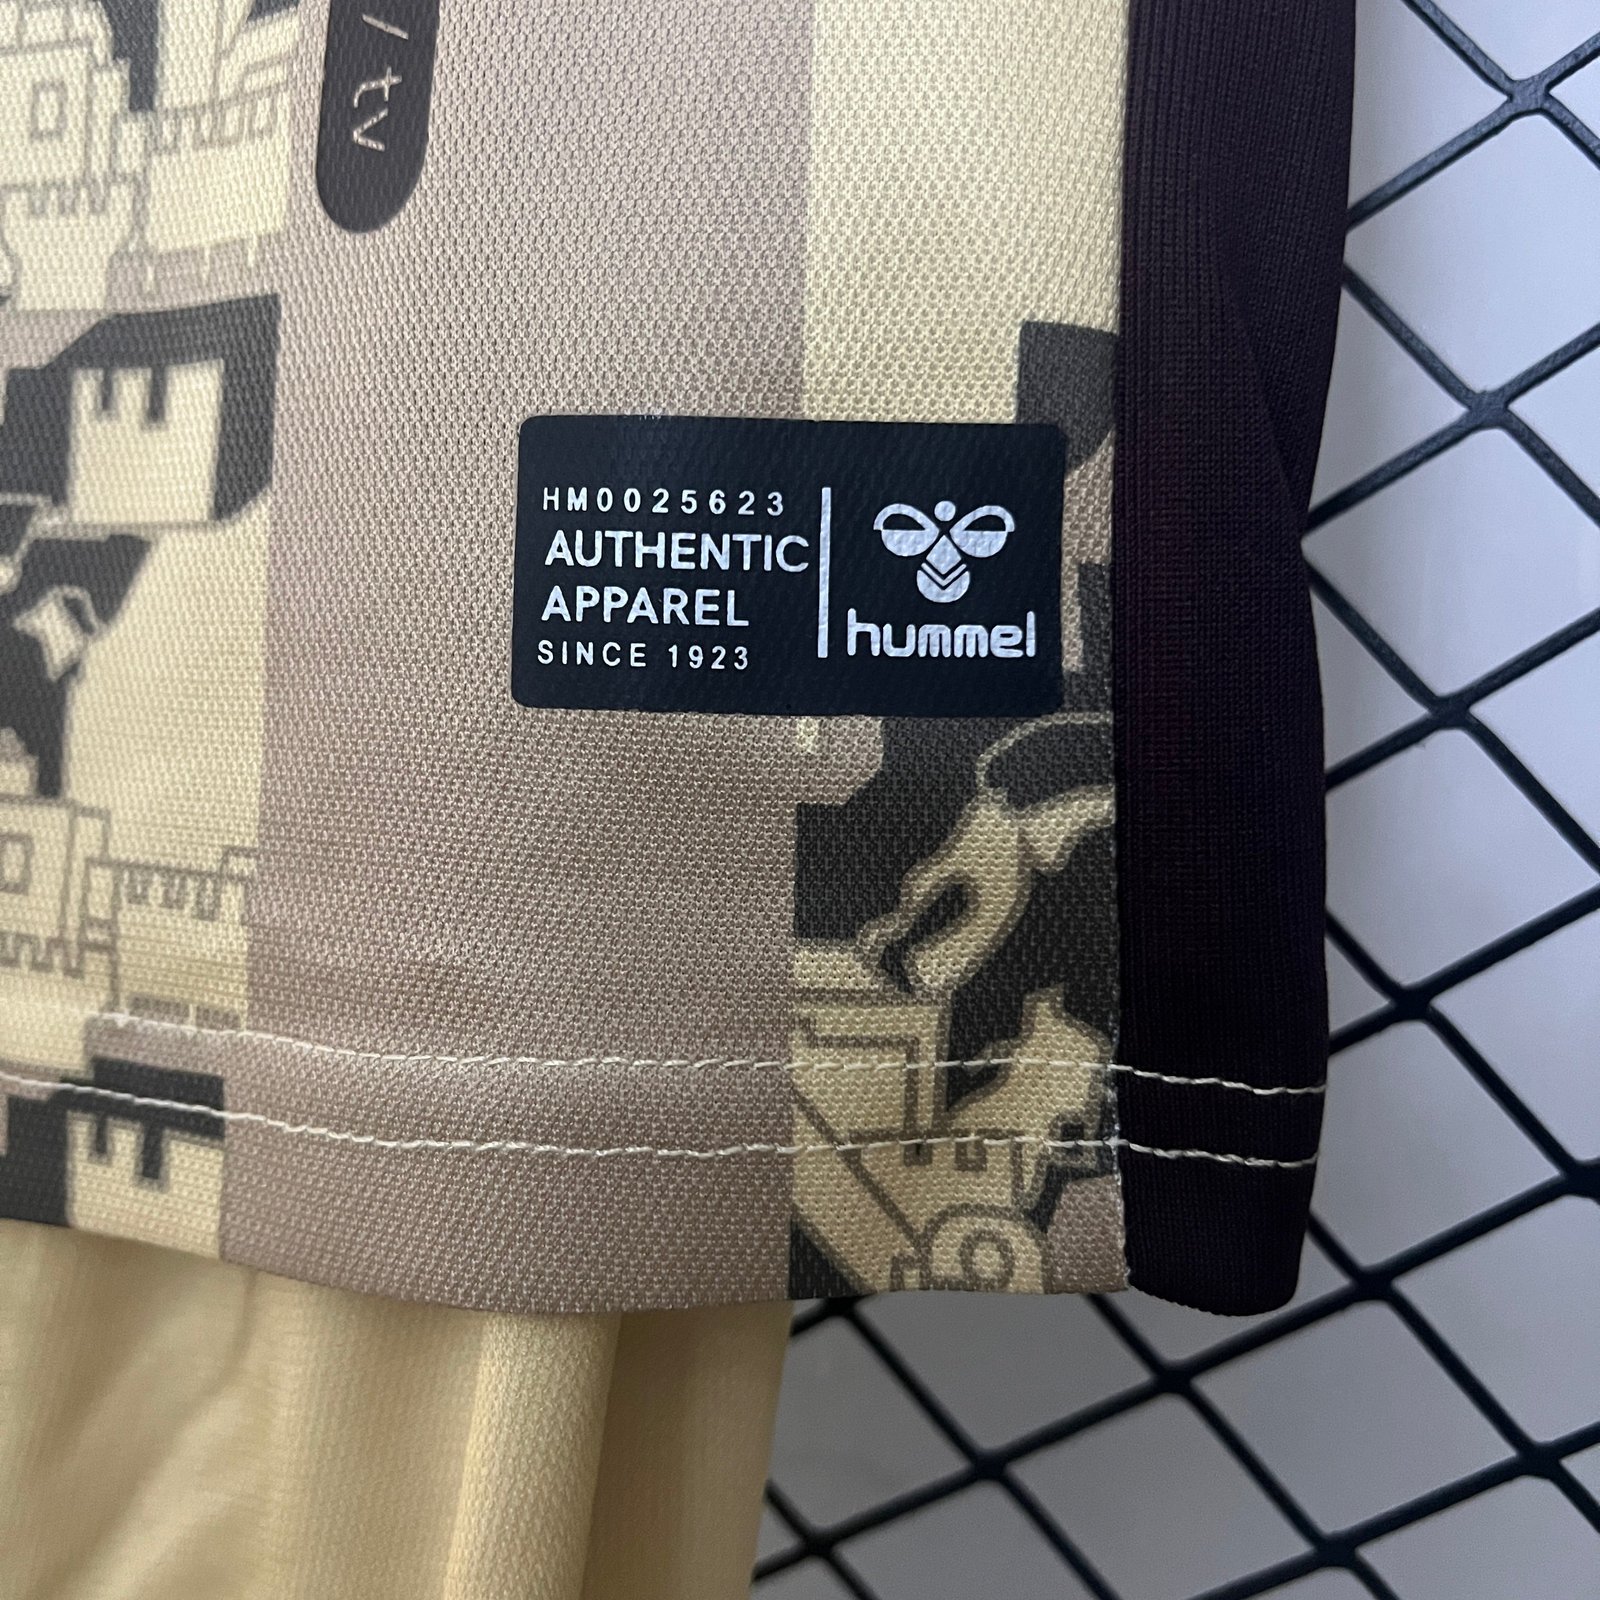 / tv
HM0025623
AUTHENTIC
APPAREL
SINCE 1923
hummel